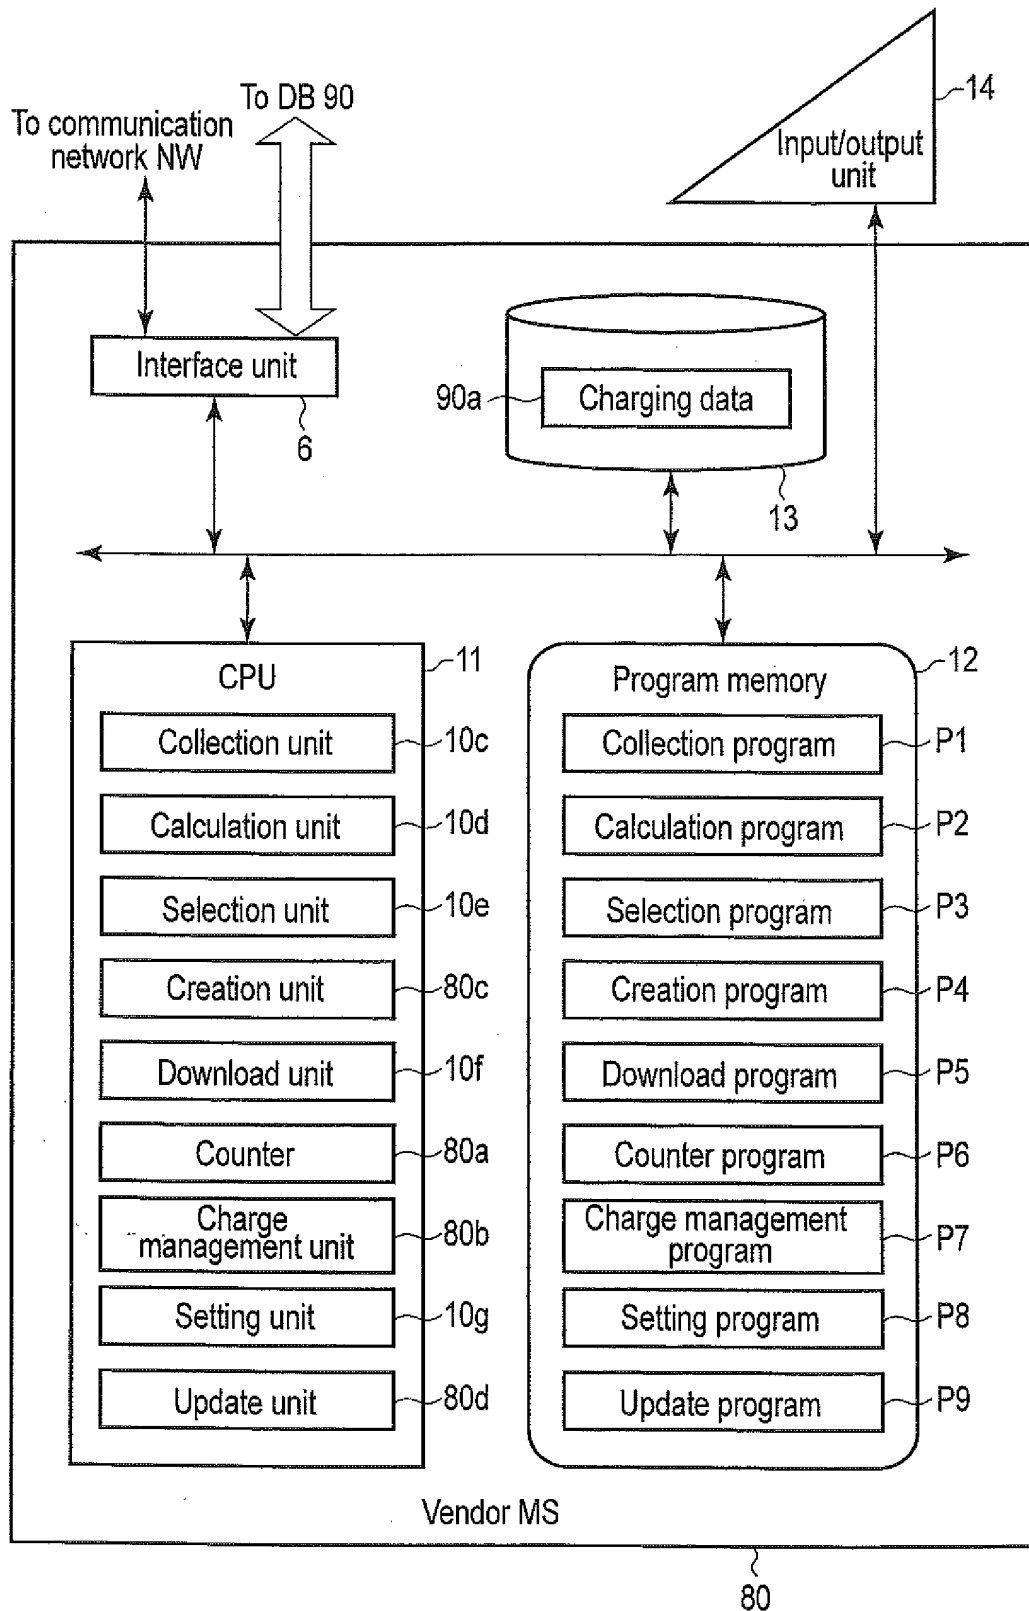 To DB 90
To communication
network NW
14
Input/output
unit
Interface unit
6
90a
Charging data
13
11
CPU
Collection unit
10c
Calculation unit
10d
Selection unit
10e
Creation unit
80c
Download unit
10f
Counter
80a
Charge
management unit
80b
Setting unit
10g
Update unit
80d
12
Program memory
Collection program
P1
Calculation program
P2
Selection program
P3
Creation program
P4
Download program
P5
Counter program
P6
Charge management
program
P7
Setting program
P8
Update program
P9
Vendor MS
80